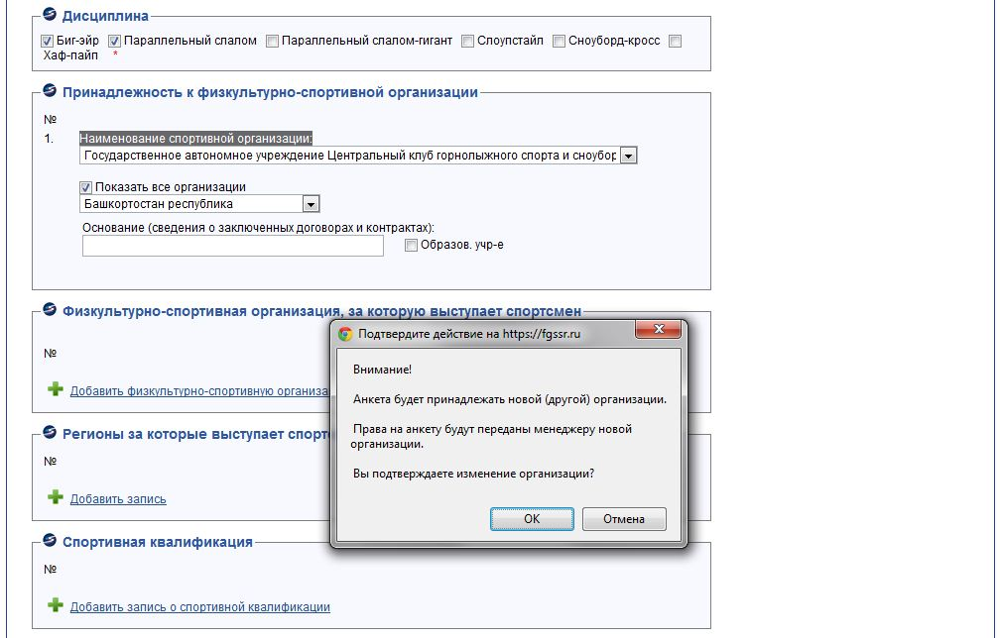 Дисциплина
Биг-эйр Параллельный слалом Параллельный слалом-гигант Слоупстайл Сноуборд-кросс
Хаф-пайп *
Принадлежность к физкультурно-спортивной организации
№
1. Наименование спортивной организации:
Государственное автономное учреждение Центральный клуб горнолыжного спорта и сноубор
Показать все организации
Башкортостан республика
Основание (сведения о заключенных договорах и контрактах):
Образов. учр-е
Физкультурно-спортивная организация, за которую выступает спортсмен
№
Добавить физкультурно-спортивную организа
Регионы за которые выступает спортс
№
Добавить запись
Спортивная квалификация
№
Добавить запись о спортивной квалификации
Подтвердите действие на https://fgssr.ru
Внимание!
Анкета будет принадлежать новой (другой) организации.
Права на анкету будут переданы менеджеру новой
организации.
Вы подтверждаете изменение организации?
OK Отмена